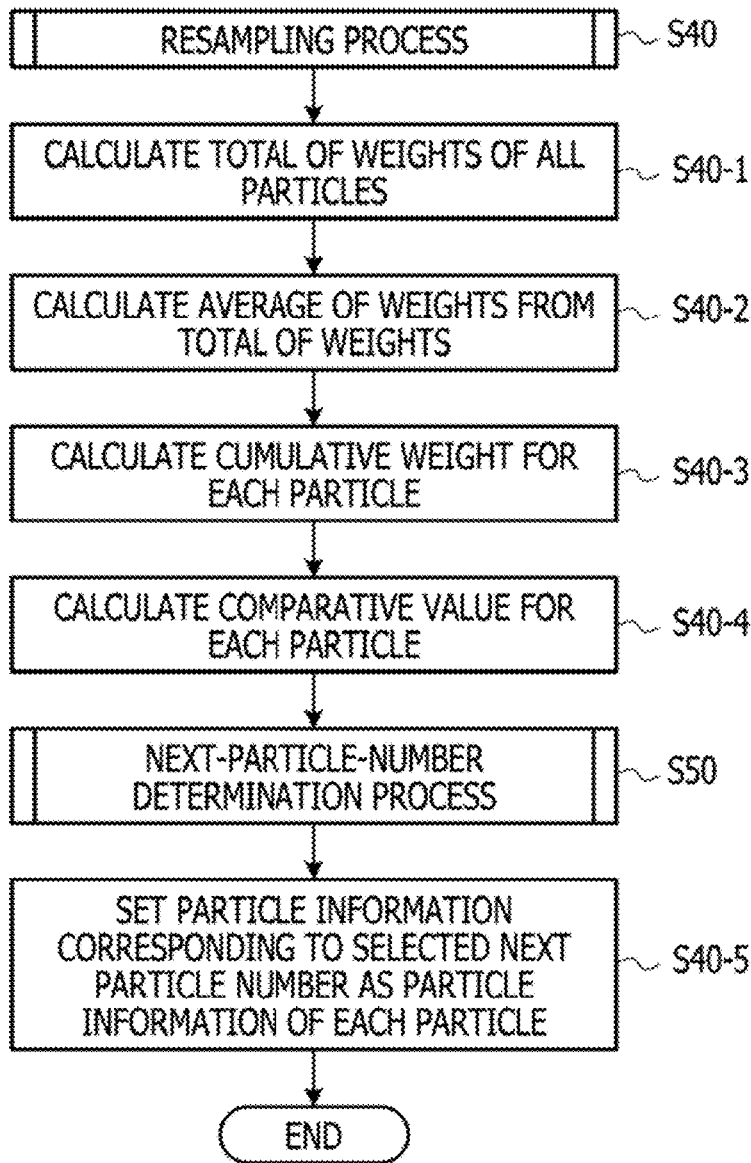 RESAMPLING PROCESS
S40
CALCULATE TOTAL OF WEIGHTS OF ALL
PARTICLES
S40-1
CALCULATE AVERAGE OF WEIGHTS FROM
TOTAL OF WEIGHTS
S40-2
CALCULATE CUMULATIVE WEIGHT FOR
EACH PARTICLE
S40-3
CALCULATE COMPARATIVE VALUE FOR
EACH PARTICLE
S40-4
NEXT-PARTICLE-NUMBER
DETERMINATION PROCESS
S50
SET PARTICLE INFORMATION
CORRESPONDING TO SELECTED NEXT
PARTICLE NUMBER AS PARTICLE
INFORMATION OF EACH PARTICLE
S40-5
END